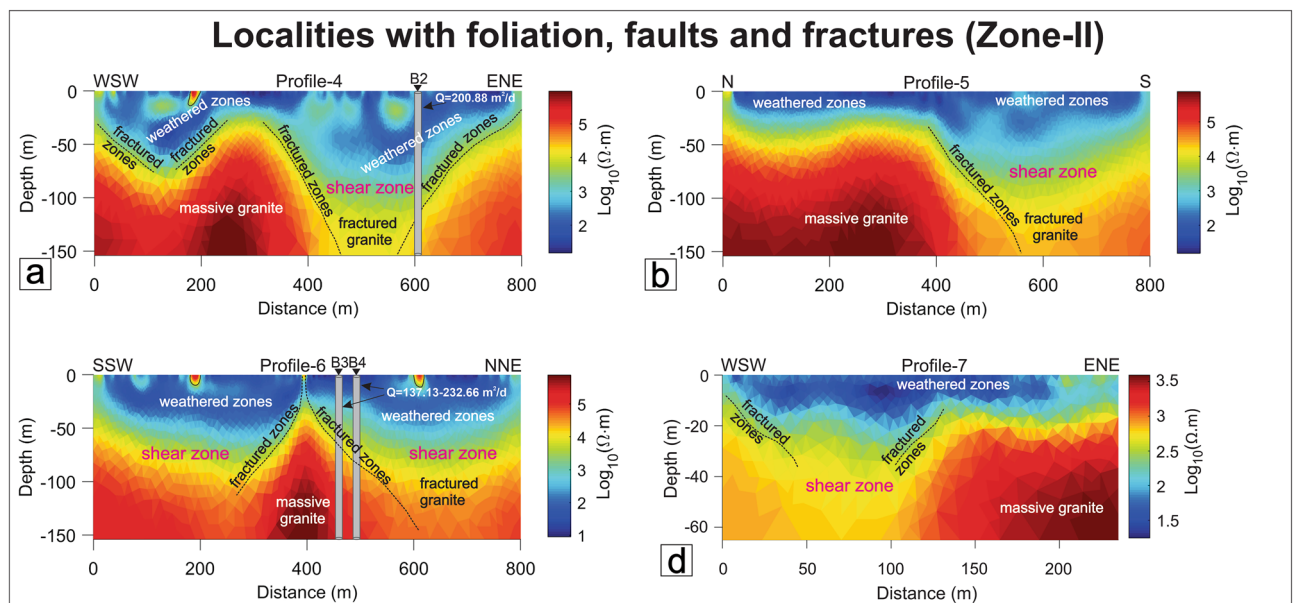 Localities with foliation, faults and fractures (Zone-II)
WSW Profile-4 B2 ENE
Q=200.88 m²/d
weathered zones
fractured zones
fractured zones
fractured zones
weathered zones
fractured zones
shear zone
massive granite
fractured granite
0
-50
-100
-150
Depth (m)
0 200 400 600 800
Distance (m)
5
4
3
2
Log10(Ω·m)
a
N Profile-5 S
weathered zones
weathered zones
shear zone
fractured zones
massive granite
fractured granite
0
-50
-100
-150
Depth (m)
0 200 400 600 800
Distance (m)
5
4
3
2
Log10(Ω·m)
b
SSW Profile-6 B3B4 NNE
Q=137.13-232.66 m²/d
weathered zones
weathered zones
fractured zones
fractured zones
shear zone
shear zone
massive
granite
fractured
granite
0
-50
-100
-150
Depth (m)
0 200 400 600 800
Distance (m)
5
4
3
2
1
Log10(Ω·m)
WSW Profile-7 ENE
weathered zones
fractured
zones
fractured
zones
shear zone
massive granite
0
-20
-40
-60
Depth (m)
0 50 100 150 200
Distance (m)
3.5
3
2.5
2
1.5
Log10(Ω·m)
d